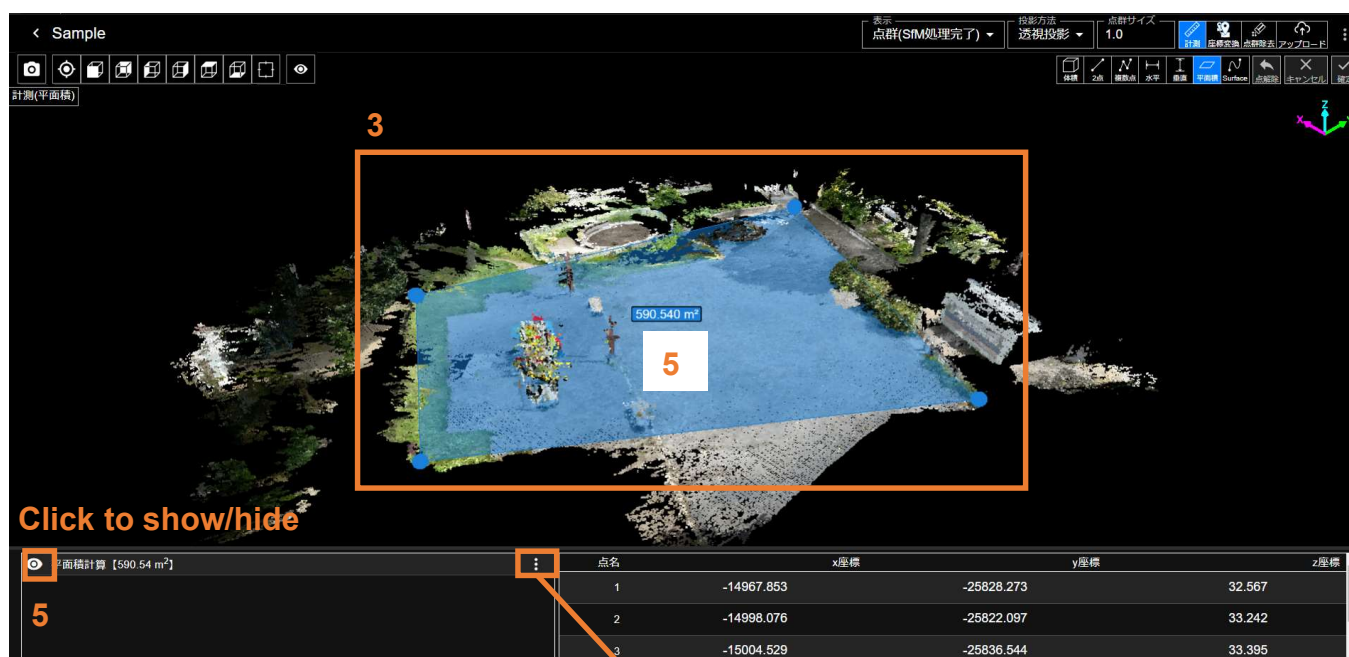 Sample
表示
点群(SfM処理完了)
投影方法
透視投影
点群サイズ
1.0
計測
座標変換
点群除去
アップロード
体積
2点
複数点
水平
垂直
平面積
Surface
点解除
キャンセル
確定
計測(平面積)
Z
X
3
590.540 m²
5
Click to show/hide
平面積計算【590.54 m²】
5
点名 x座標 y座標 z座標
1 -14967.853 -25828.273 32.567
2 -14998.076 -25822.097 33.242
3 -15004.529 -25836.544 33.395